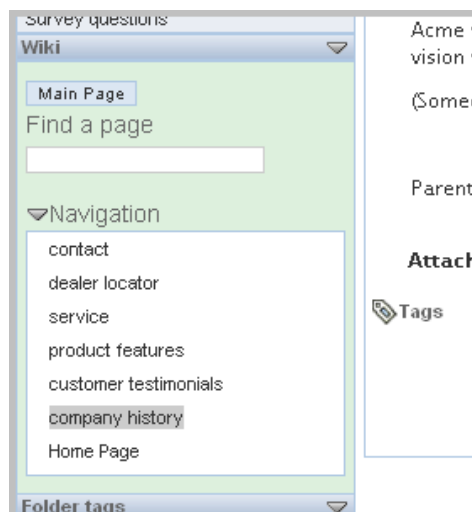 Survey questions
Wiki
Main Page
Find a page
Navigation
contact
dealer locator
service
product features
customer testimonials
company history
Home Page
Folder tags
Acme
vision
Parent
Attach
Tags